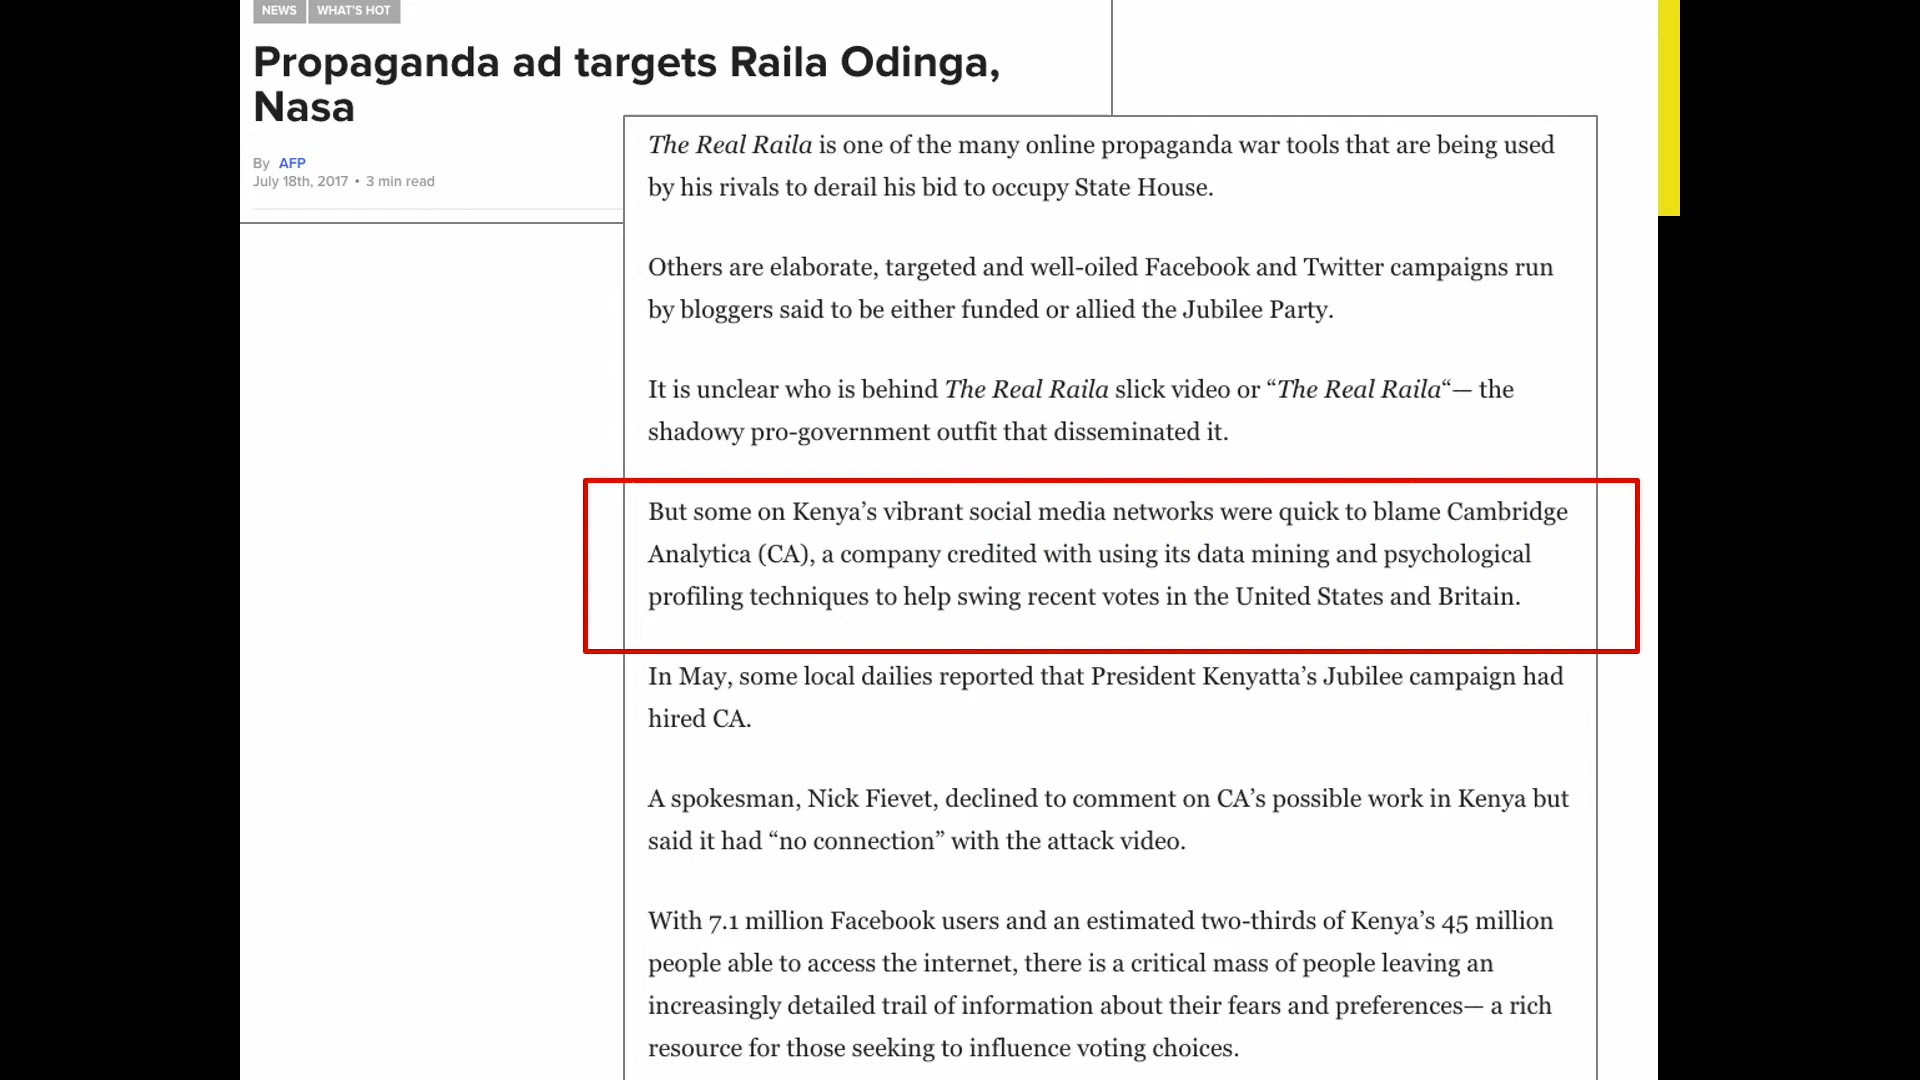 NEWS
WHAT'S HOT
Propaganda ad targets Raila Odinga,
Nasa
By AFP
July 18th, 2017 • 3 min read
The Real Raila is one of the many online propaganda war tools that are being used
by his rivals to derail his bid to occupy State House.
Others are elaborate, targeted and well-oiled Facebook and Twitter campaigns run
by bloggers said to be either funded or allied the Jubilee Party.
It is unclear who is behind The Real Raila slick video or “The Real Raila“— the
shadowy pro-government outfit that disseminated it.
But some on Kenya’s vibrant social media networks were quick to blame Cambridge
Analytica (CA), a company credited with using its data mining and psychological
profiling techniques to help swing recent votes in the United States and Britain.
In May, some local dailies reported that President Kenyatta’s Jubilee campaign had
hired CA.
A spokesman, Nick Fievet, declined to comment on CA’s possible work in Kenya but
said it had “no connection” with the attack video.
With 7.1 million Facebook users and an estimated two-thirds of Kenya’s 45 million
people able to access the internet, there is a critical mass of people leaving an
increasingly detailed trail of information about their fears and preferences— a rich
resource for those seeking to influence voting choices.